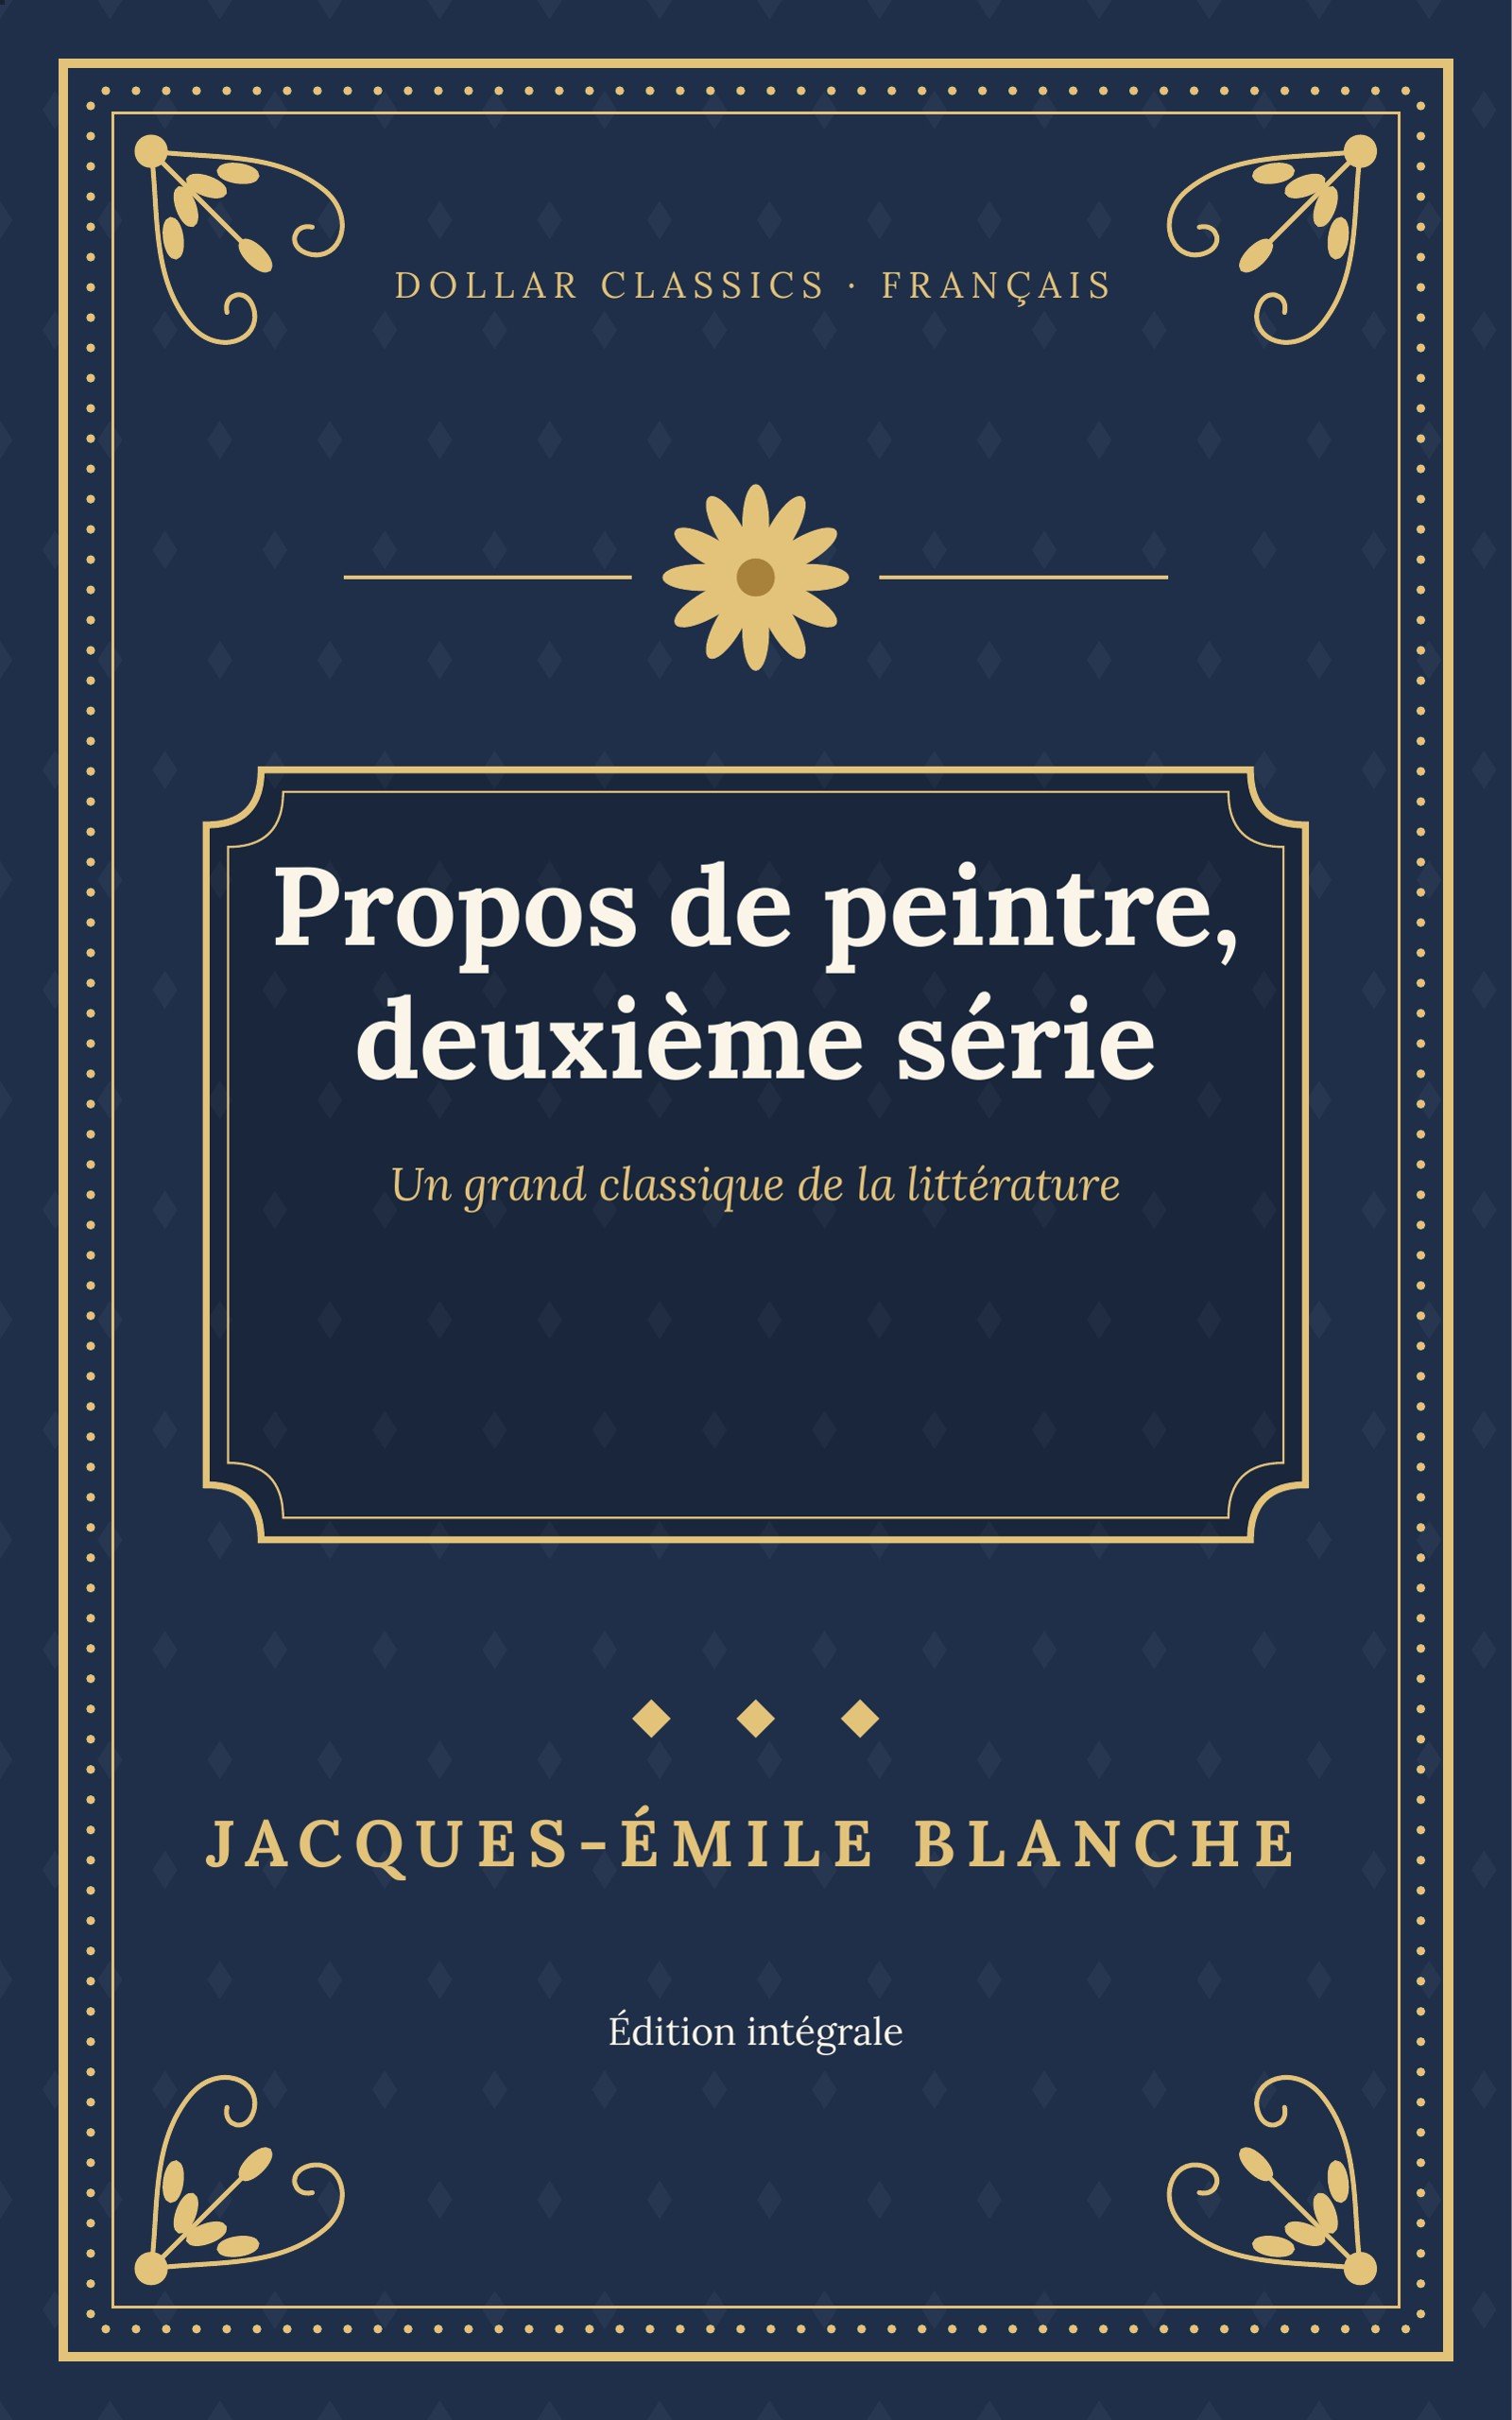 DOLLAR CLASSICS · FRANÇAIS
Propos de peintre,
deuxième série
Un grand classique de la littérature
JACQUES-ÉMILE BLANCHE
Édition intégrale